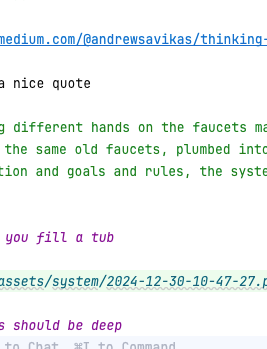 medium.com/@andrewsavikas/thinking-
a nice quote
g different hands on the faucets ma
the same old faucets, plumbed into
tion and goals and rules, the syste
you fill a tub
assets/system/2024-12-30-10-47-27.p
s should be deep
to Chat, ⌘I to Command